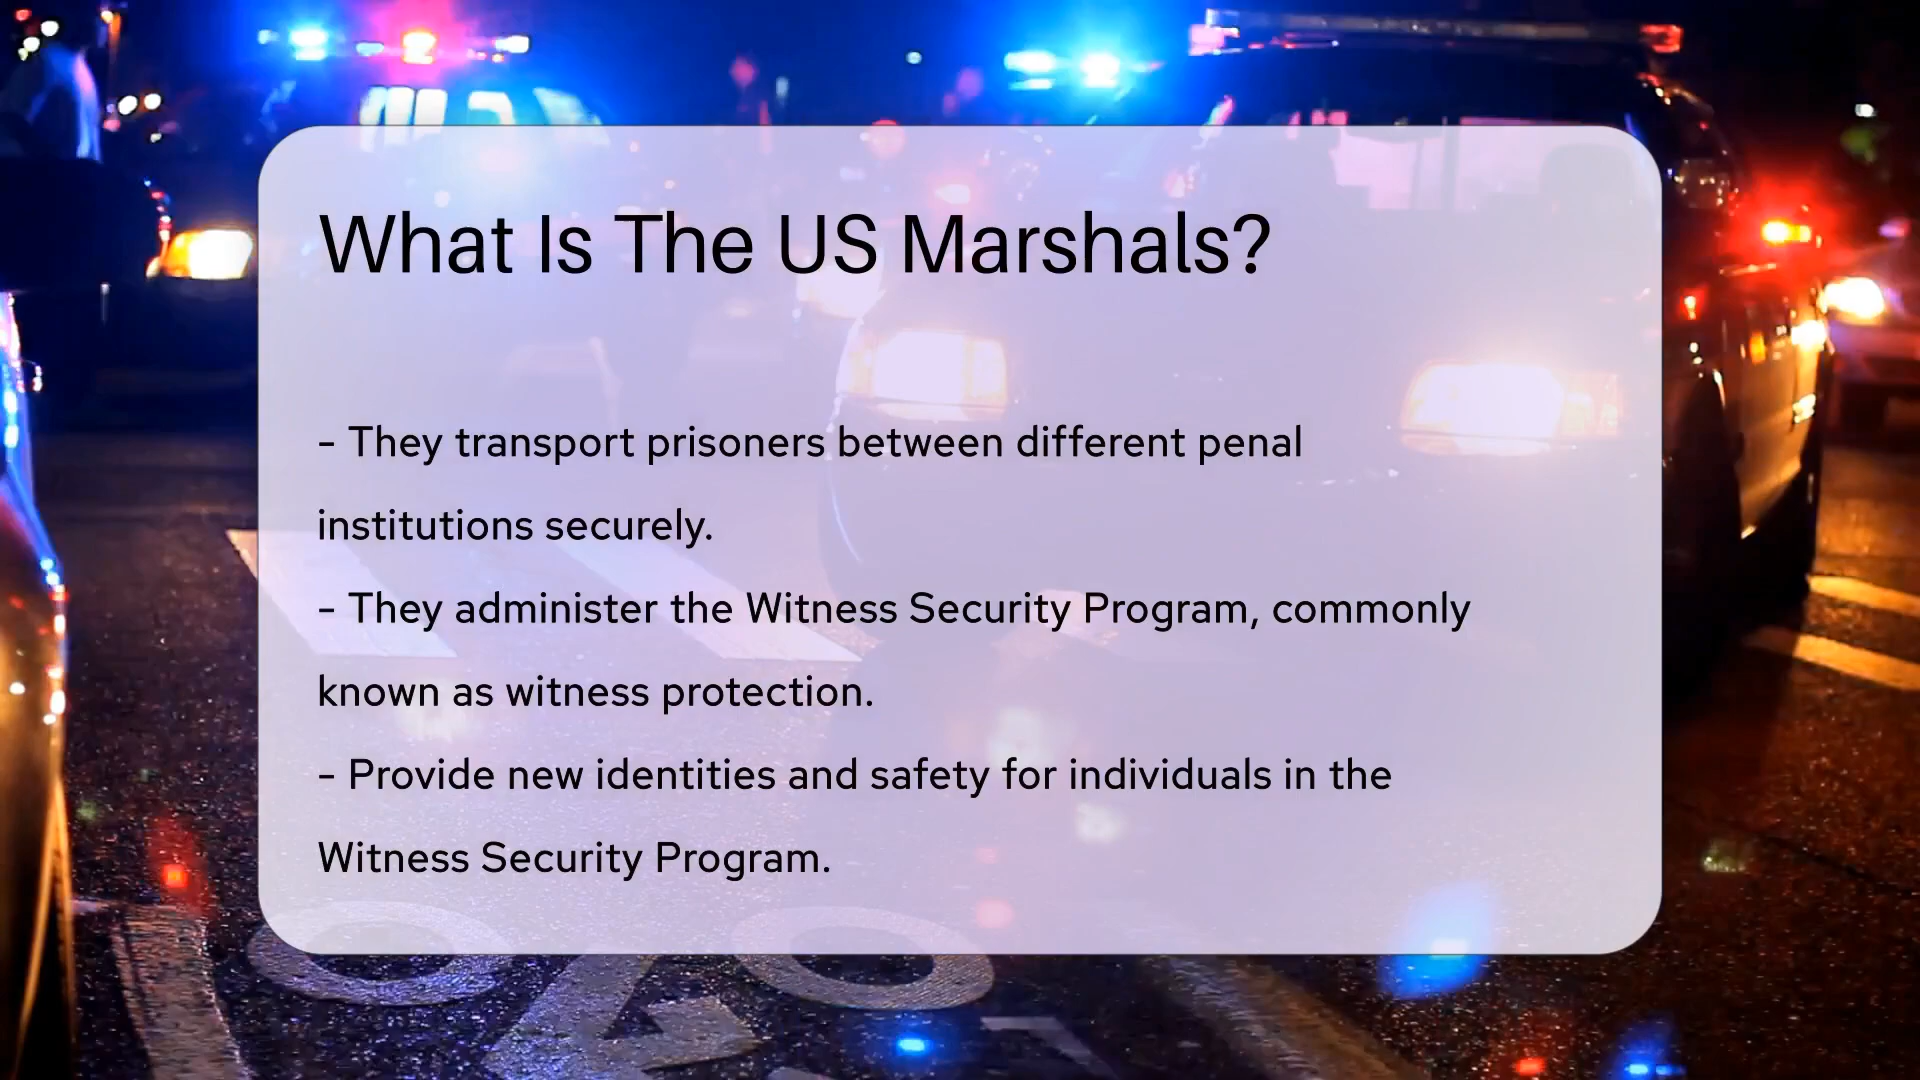 What Is The US Marshals?
- They transport prisoners between different penal
institutions securely.
- They administer the Witness Security Program, commonly
known as witness protection.
- Provide new identities and safety for individuals in the
Witness Security Program.